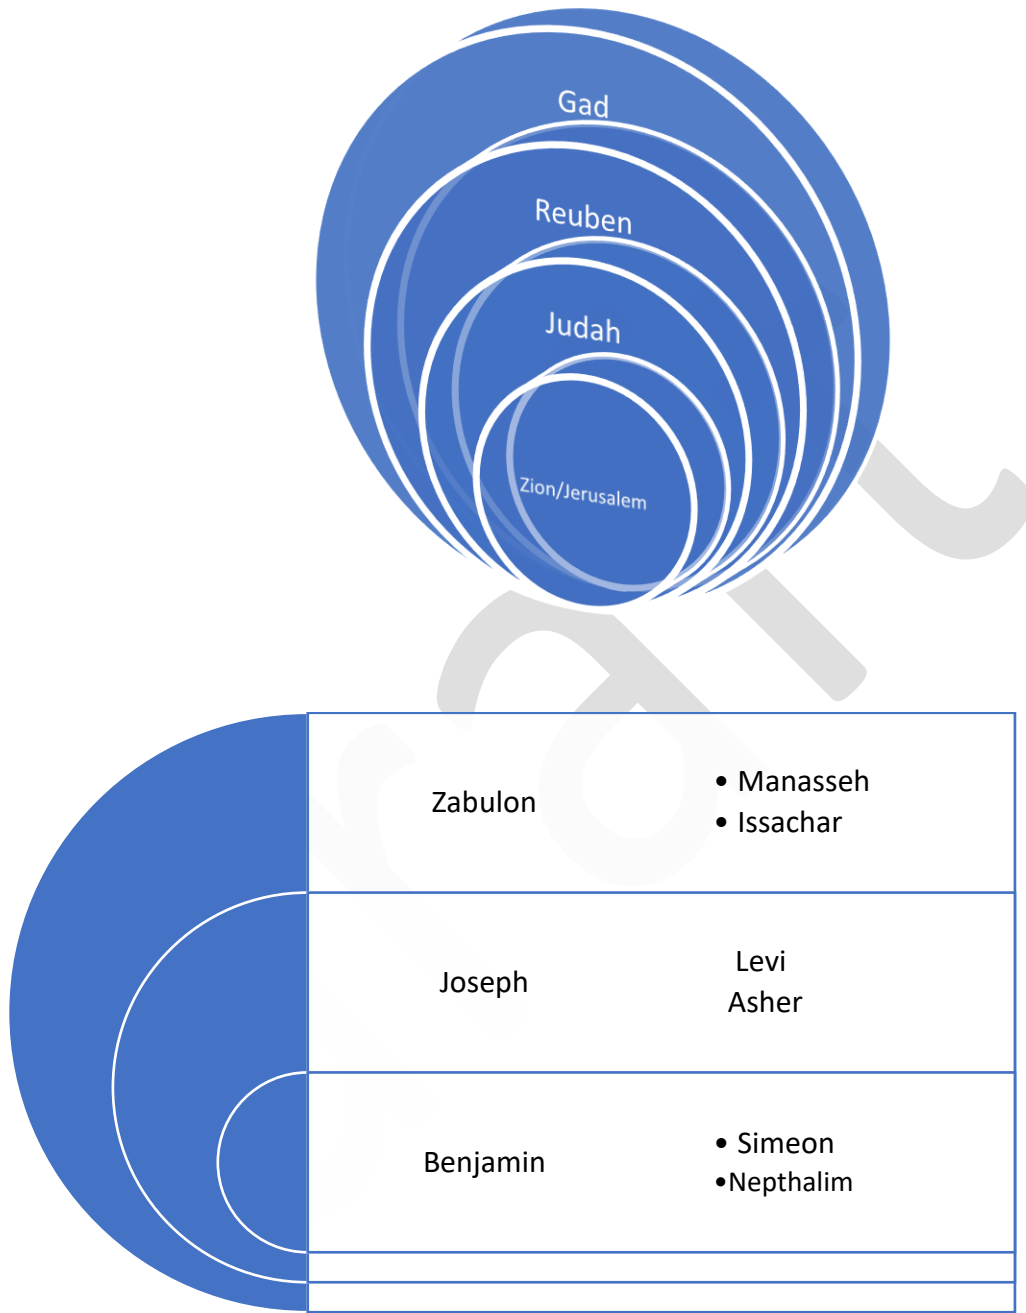 Gad
Reuben
Judah
Zion/Jerusalem
Zabulon
• Manasseh
• Issachar
Joseph
Levi
Asher
Benjamin
• Simeon
•Nepthalim